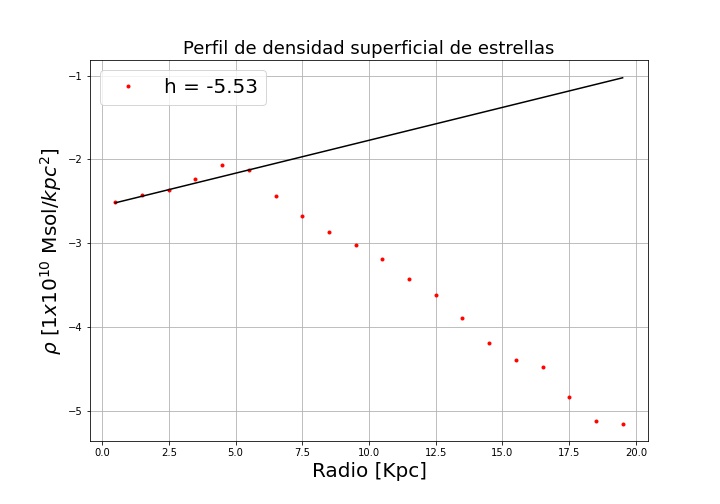 Perfil de densidad superficial de estrellas
h = -5.53
ρ [1x10¹⁰ Msol/kpc²]
−1
−2
−3
−4
−5
0.0 2.5 5.0 7.5 10.0 12.5 15.0 17.5 20.0
Radio [Kpc]